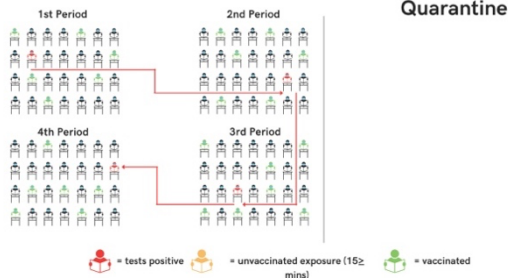 1st Period
2nd Period
Quarantine
4th Period
3rd Period
= tests positive
= unvaccinated exposure (15≥
mins)
= vaccinated